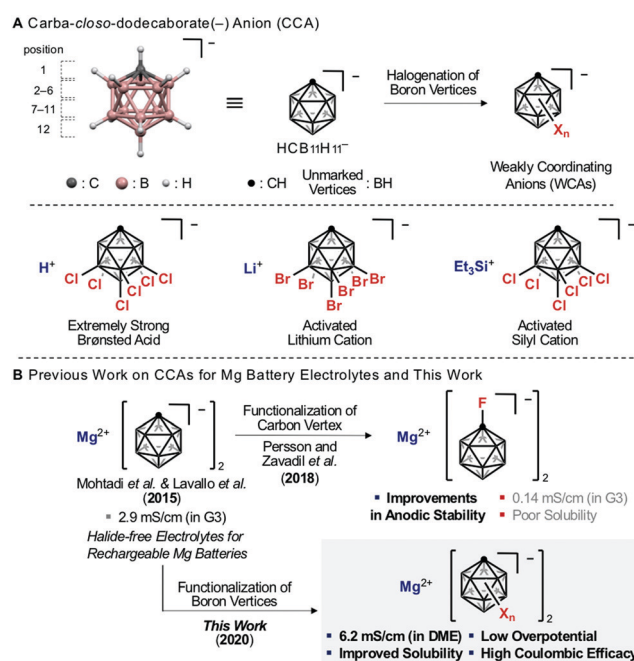 A Carba-closo-dodecaborate(–) Anion (CCA)
position
1
2–6
7–11
12
–
≡
–
HCB₁₁H₁₁⁻
Halogenation of
Boron Vertices
–
Xn
Weakly Coordinating
Anions (WCAs)
: C : B : H
: CH Unmarked Vertices : BH
H⁺
–
Cl Cl Cl Cl Cl
Cl
Extremely Strong
Brønsted Acid
Li⁺
–
Br Br Br Br Br
Br
Activated
Lithium Cation
Et₃Si⁺
–
Cl Cl Cl Cl Cl
Cl
Activated
Silyl Cation
B Previous Work on CCAs for Mg Battery Electrolytes and This Work
Mg²⁺
–
2
Mohtadi et al. & Lavallo et al.
(2015)
2.9 mS/cm (in G3)
Halide-free Electrolytes for
Rechargeable Mg Batteries
Functionalization of
Carbon Vertex
Persson and
Zavadil et al.
(2018)
Mg²⁺
F
–
2
Improvements
in Anodic Stability
0.14 mS/cm (in G3)
Poor Solubility
Functionalization of
Boron Vertices
This Work
(2020)
Mg²⁺
–
Xn
2
6.2 mS/cm (in DME) Low Overpotential
Improved Solubility High Coulombic Efficacy